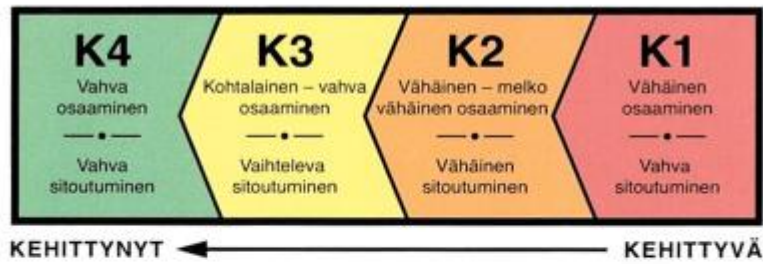 K4
Vahva
osaaminen
Vahva
sitoutuminen
K3
Kohtalainen – vahva
osaaminen
Vaihteleva
sitoutuminen
K2
Vähäinen – melko
vähäinen osaaminen
Vähäinen
sitoutuminen
K1
Vähäinen
osaaminen
Vahva
sitoutuminen
KEHITTYNYT
KEHITTYVÄ